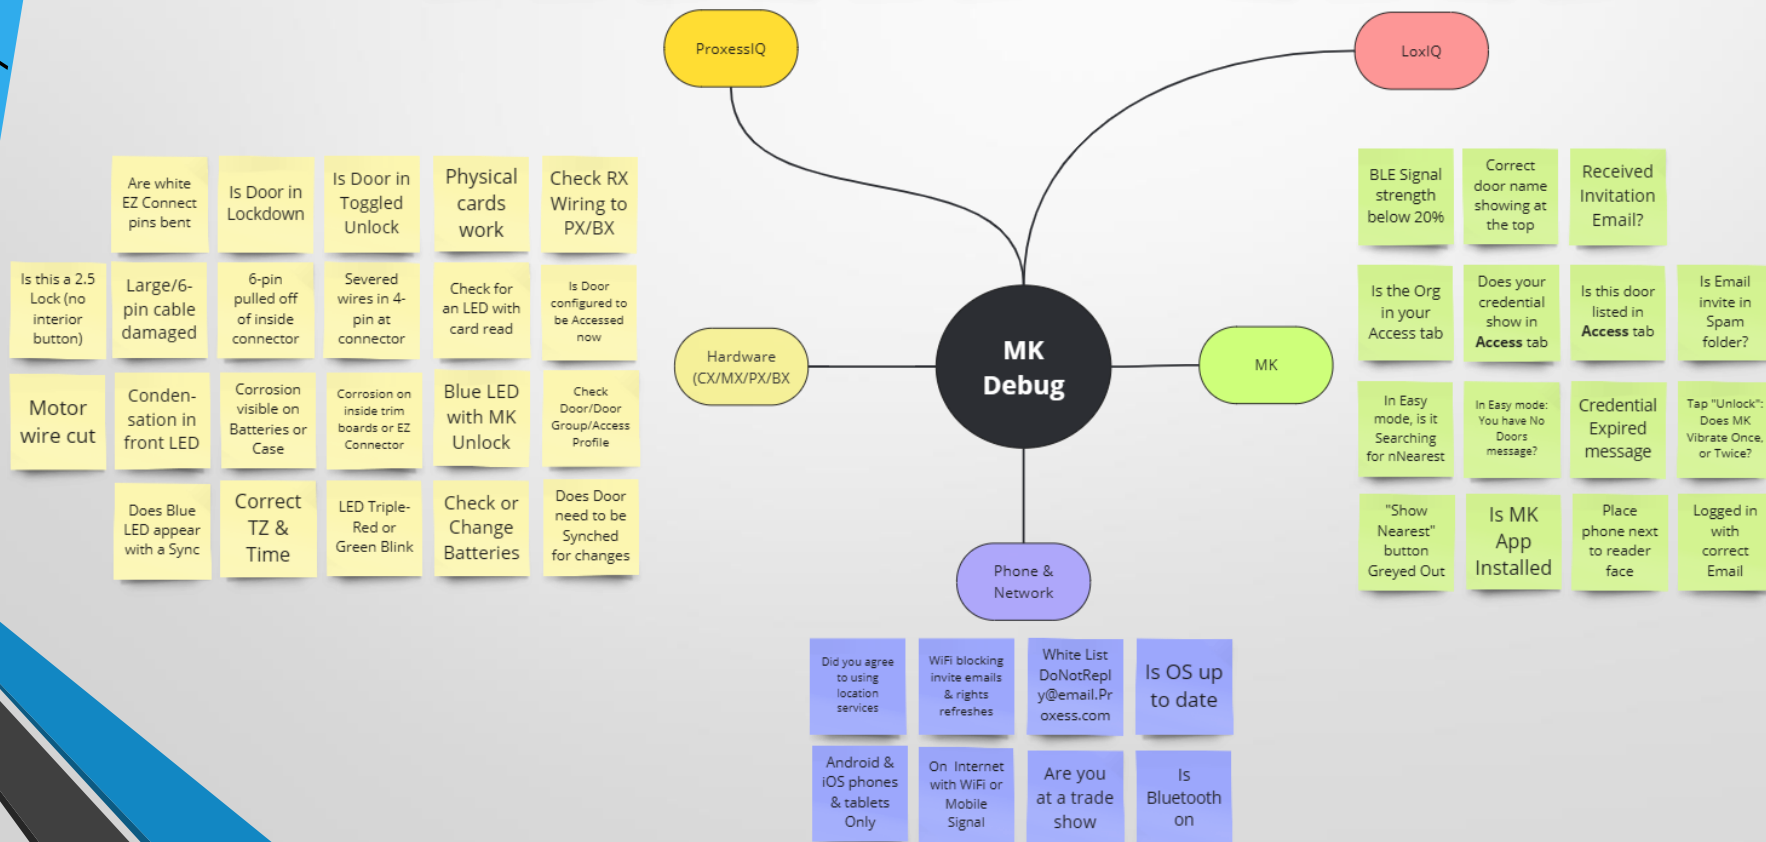 ProxessIQ
LoxIQ
Are white
EZ Connect
pins bent
Is Door in
Lockdown
Is Door in
Toggled
Unlock
Physical
cards
work
Check RX
Wiring to
PX/BX
Is this a 2.5
Lock (no
interior
button)
Large/6-
pin cable
damaged
6-pin
pulled off
of inside
connector
Severed
wires in 4-
pin at
connector
Check for
an LED with
card read
Is Door
configured to
be Accessed
now
Motor
wire cut
Conden-
sation in
front LED
Corrosion
visible on
Batteries or
Case
Corrosion on
inside trim
boards or EZ
Connector
Blue LED
with MK
Unlock
Check
Door/Door
Group/Access
Profile
Does Blue
LED appear
with a Sync
Correct
TZ &
Time
LED Triple-
Red or
Green Blink
Check or
Change
Batteries
Does Door
need to be
Synched
for changes
Hardware
(CX/MX/PX/BX
MK
Debug
MK
BLE Signal
strength
below 20%
Correct
door name
showing at
the top
Received
Invitation
Email?
Is the Org
in your
Access tab
Does your
credential
show in
Access tab
Is this door
listed in
Access tab
Is Email
invite in
Spam
folder?
In Easy
mode, is it
Searching
for nNearest
In Easy mode:
You have No
Doors
message?
Credential
Expired
message
Tap "Unlock":
Does MK
Vibrate Once,
or Twice?
"Show
Nearest"
button
Greyed Out
Is MK
App
Installed
Place
phone next
to reader
face
Logged in
with
correct
Email
Phone &
Network
Did you agree
to using
location
services
WiFi blocking
invite emails
& rights
refreshes
White List
DoNotRepl
y@email.Pr
oxess.com
Is OS up
to date
Android &
iOS phones
& tablets
Only
On Internet
with WiFi or
Mobile
Signal
Are you
at a trade
show
Is
Bluetooth
on